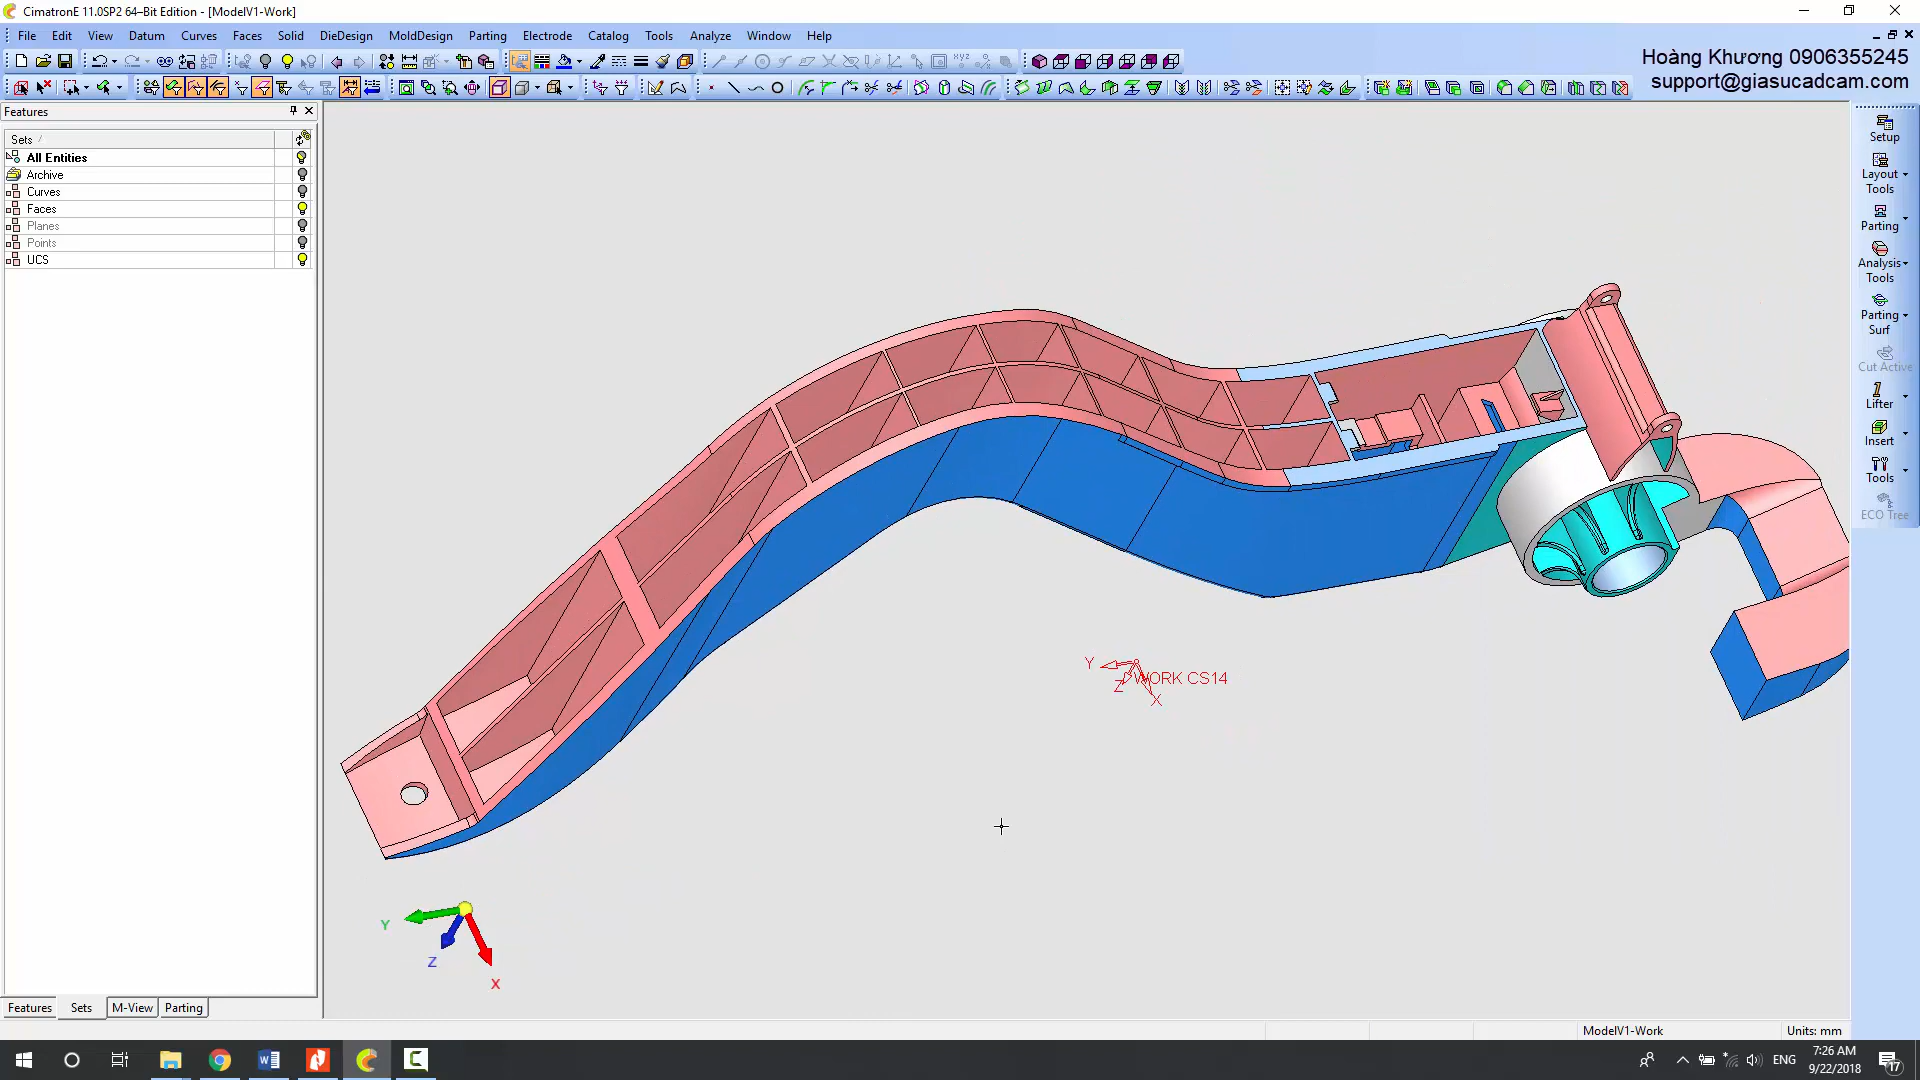 CimatronE 11.0SP2 64–Bit Edition - [ModelV1-Work]
File Edit View Datum Curves Faces Solid DieDesign MoldDesign Parting Electrode Catalog Tools Analyze Window Help
Hoàng Khương 0906355245
support@giasucadcam.com
Features
Sets
All Entities
Archive
Curves
Faces
Planes
Points
UCS
Setup
Layout
Tools
Parting
Analysis
Tools
Parting
Surf
Cut Active
Lifter
Insert
Tools
ECO Tree
Y
WORK CS14
Z
X
Y
Z
X
Features Sets M-View Parting
ModelV1-Work Units: mm
ENG
7:26 AM
9/22/2018
17